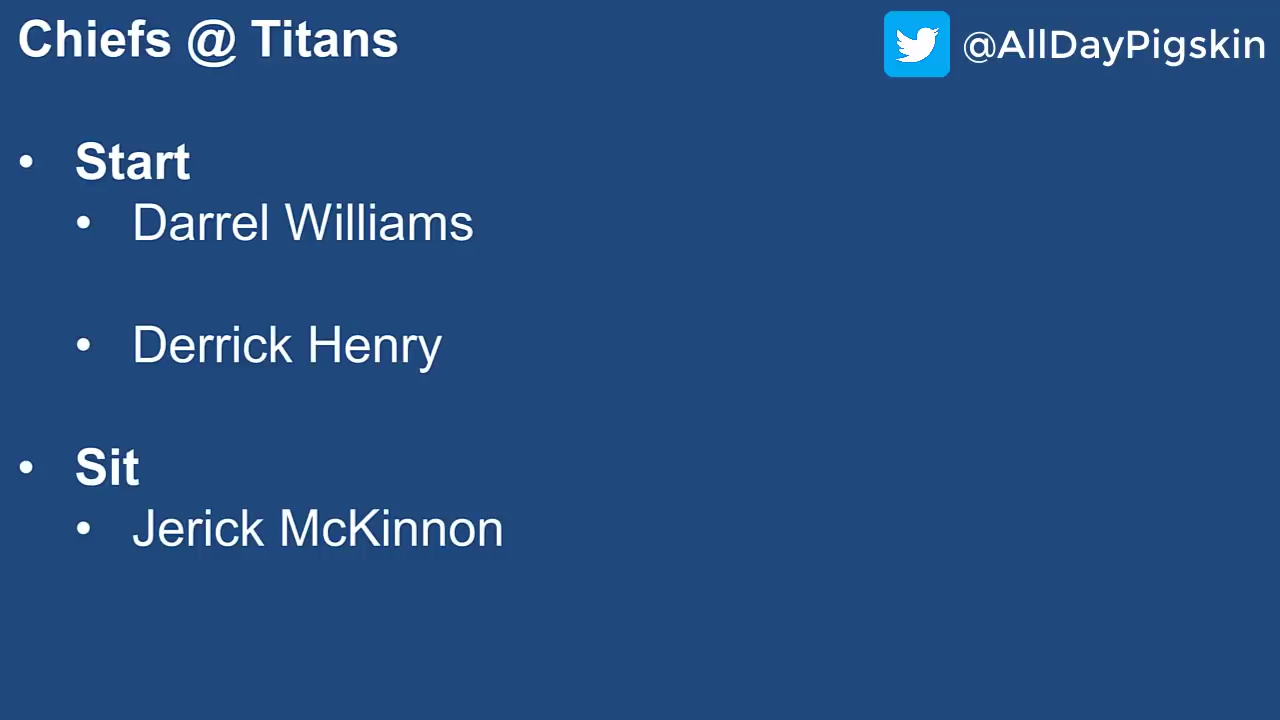 Chiefs @ Titans
@AllDayPigskin
• Start
• Darrel Williams
• Derrick Henry
• Sit
• Jerick McKinnon